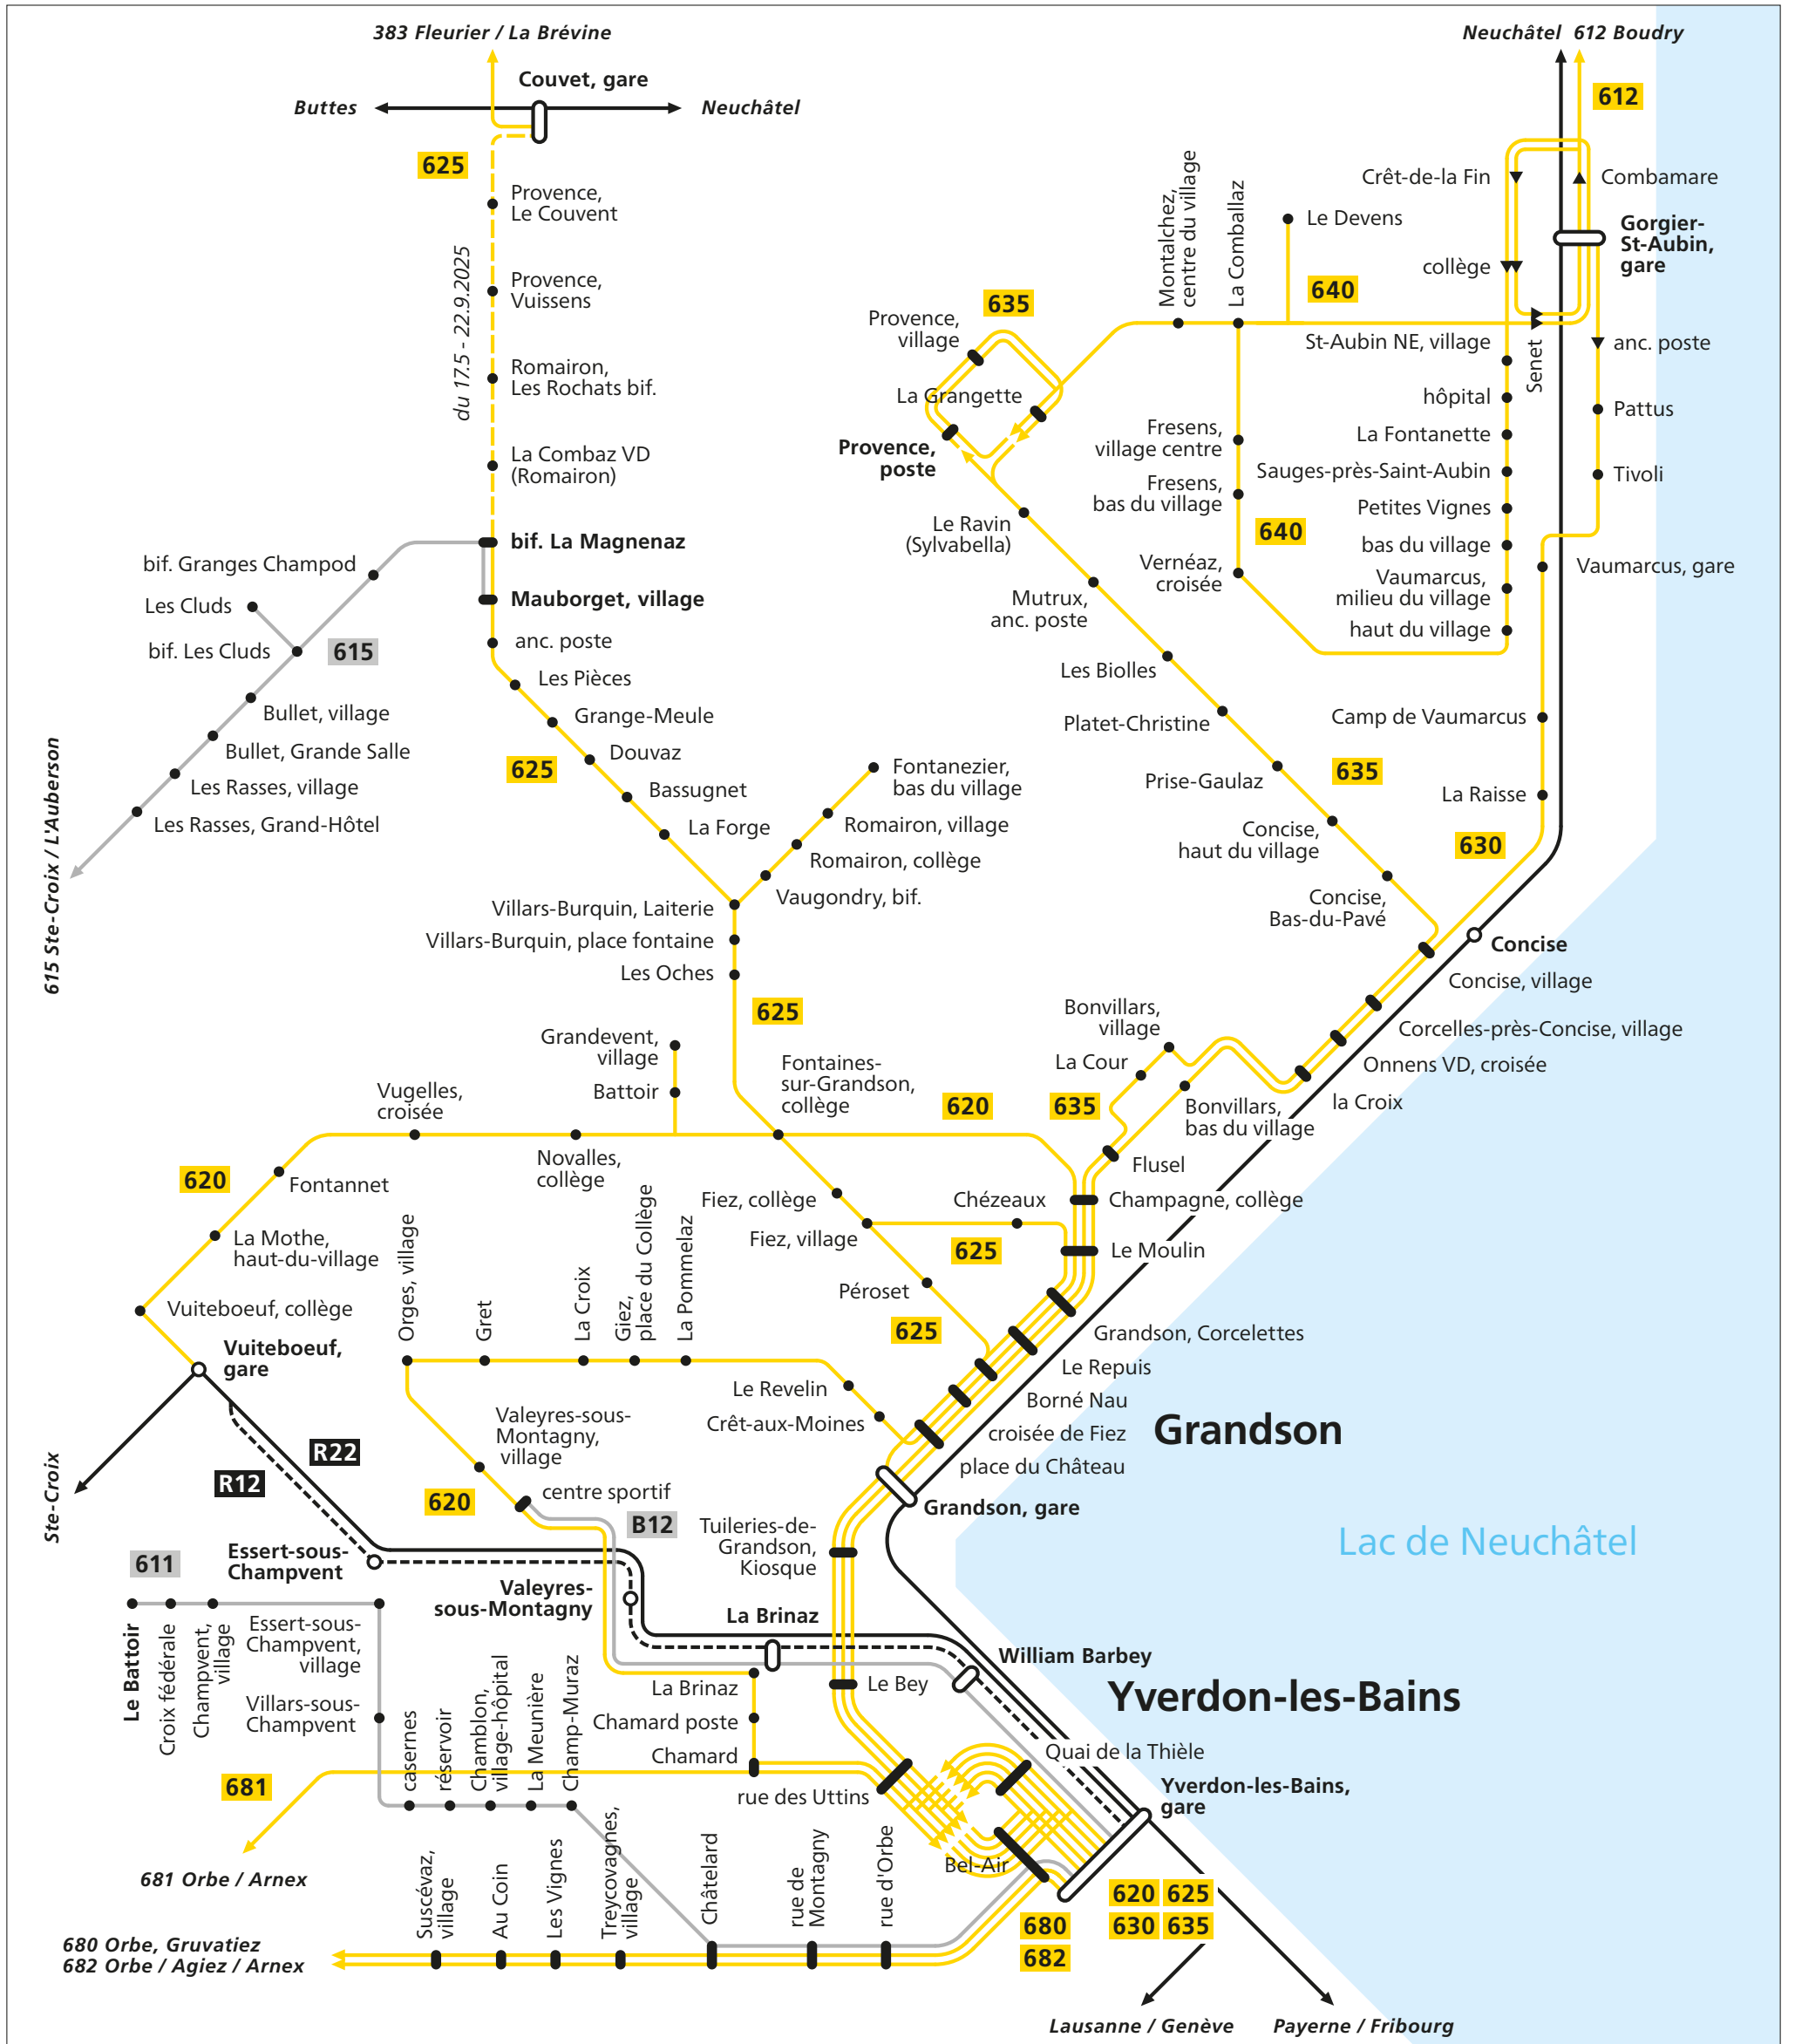 383 Fleurier / La Brévine
Neuchâtel
612 Boudry
Couvet, gare
Buttes
Neuchâtel
612
625
Provence,
Le Couvent
du 17.5 - 22.9.2025
Provence,
Vuissens
Romairon,
Les Rochats bif.
La Combaz VD
(Romairon)
bif. La Magnenaz
Mauborget, village
anc. poste
Les Pièces
Grange-Meule
Douvaz
Bassugnet
La Forge
625
bif. Granges Champod
Les Cluds
bif. Les Cluds
615
Bullet, village
Bullet, Grande Salle
Les Rasses, village
Les Rasses, Grand-Hôtel
615 Ste-Croix / L'Auberson
Montalchez,
centre du village
La Comballaz
Le Devens
640
Crêt-de-la Fin
Combamare
Gorgier-
St-Aubin,
gare
collège
St-Aubin NE, village
Senet
anc. poste
hôpital
Pattus
La Fontanette
Sauges-près-Saint-Aubin
Tivoli
Petites Vignes
bas du village
Vaumarcus,
milieu du village
haut du village
Vaumarcus, gare
Camp de Vaumarcus
La Raisse
630
635
Provence,
village
La Grangette
Provence,
poste
Fresens,
village centre
Fresens,
bas du village
640
Vernéaz,
croisée
Le Ravin
(Sylvabella)
Mutrux,
anc. poste
Les Biolles
Platet-Christine
Prise-Gaulaz
635
Concise,
haut du village
Concise,
Bas-du-Pavé
Concise
Concise, village
Corcelles-près-Concise, village
Onnens VD, croisée
la Croix
Bonvillars,
village
La Cour
635
Bonvillars,
bas du village
Flusel
Champagne, collège
Le Moulin
Fontanezier,
bas du village
Romairon, village
Romairon, collège
Vaugondry, bif.
Villars-Burquin, Laiterie
Villars-Burquin, place fontaine
Les Oches
625
Grandevent,
village
Battoir
Fontaines-
sur-Grandson,
collège
620
Vugelles,
croisée
Novalles,
collège
620
Fontannet
La Mothe,
haut-du-village
Vuiteboeuf, collège
Vuiteboeuf,
gare
Fiez, collège
Fiez, village
Chézeaux
625
Péroset
625
Grandson, Corcelettes
Le Repuis
Borné Nau
croisée de Fiez
place du Château
Grandson
Grandson, gare
Orges, village
Gret
La Croix
Giez,
place du Collège
La Pommelaz
Le Revelin
Crêt-aux-Moines
Valeyres-sous-
Montagny,
village
centre sportif
620
B12
R22
R12
Ste-Croix
Essert-sous-
Champvent
Valeyres-
sous-Montagny
La Brinaz
William Barbey
Tuileries-de-
Grandson,
Kiosque
Lac de Neuchâtel
Yverdon-les-Bains
611
Le Battoir
Croix fédérale
Champvent,
village
Essert-sous-
Champvent,
village
Villars-sous-
Champvent
casernes
réservoir
Chamblon,
village-hôpital
La Meunière
Champ-Muraz
La Brinaz
Chamard poste
Chamard
Le Bey
rue des Uttins
Quai de la Thièle
Bel-Air
Yverdon-les-Bains,
gare
681
681 Orbe / Arnex
Suscévaz,
village
Au Coin
Les Vignes
Treycovagnes,
village
Châtelard
rue de
Montagny
rue d'Orbe
620 625
630 635
680
682
680 Orbe, Gruvatiez
682 Orbe / Agiez / Arnex
Lausanne / Genève
Payerne / Fribourg